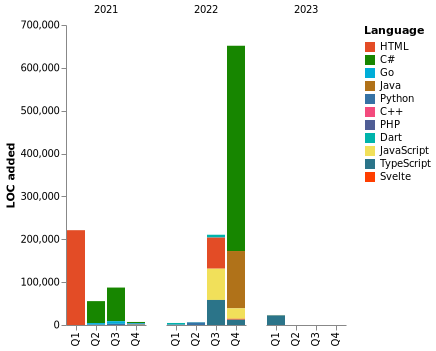 2021 2022 2023
700,000
600,000
500,000
400,000
300,000
200,000
100,000
0
LOC added
Q1 Q2 Q3 Q4 Q1 Q2 Q3 Q4 Q1 Q2 Q3 Q4
Language
HTML
C#
Go
Java
Python
C++
PHP
Dart
JavaScript
TypeScript
Svelte